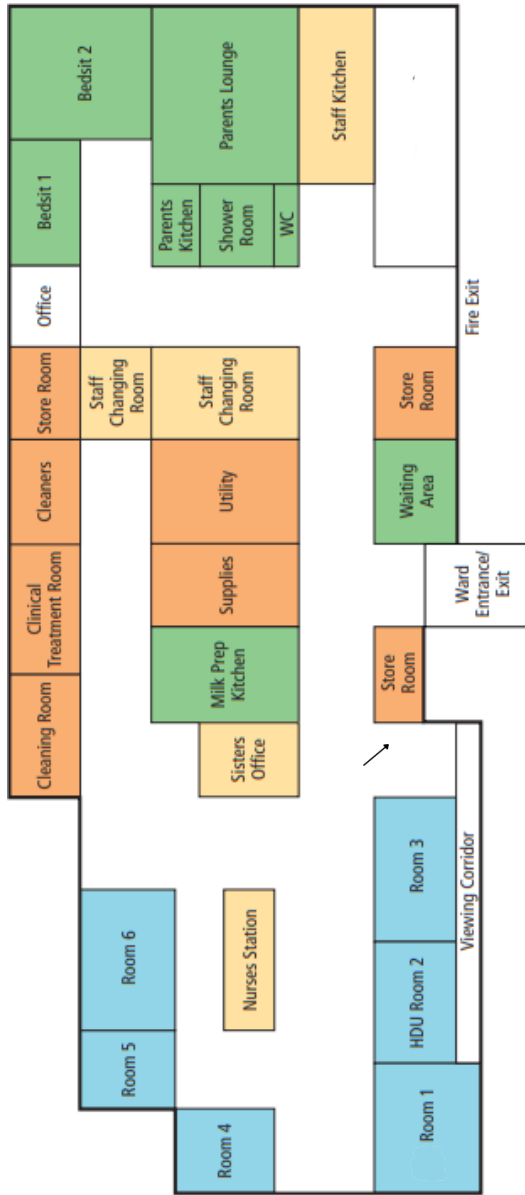 Bedsit 2
Parents Lounge
Staff Kitchen
Bedsit 1
Parents
Kitchen
Shower
Room
WC
Office
Fire Exit
Store Room
Staff
Changing
Room
Staff
Changing
Room
Store
Room
Cleaners
Utility
Waiting
Area
Clinical
Treatment Room
Supplies
Ward
Entrance/
Exit
Cleaning Room
Milk Prep
Kitchen
Store
Room
Sisters
Office
Room 6
Nurses Station
Room 3
Viewing Corridor
Room 5
HDU Room 2
Room 4
Room 1